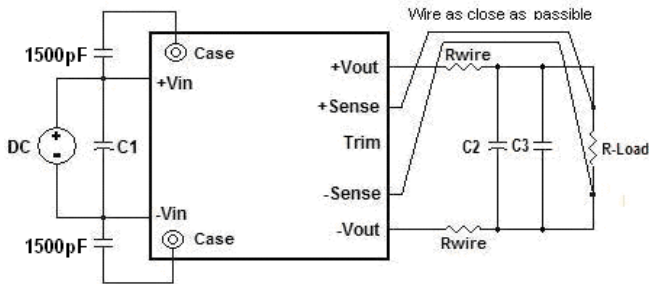 Wire as close as passible
1500pF
Case
+Vin
DC
C1
-Vin
Case
1500pF
+Vout
+Sense
Trim
-Sense
-Vout
Rwire
C2
C3
R-Load
Rwire